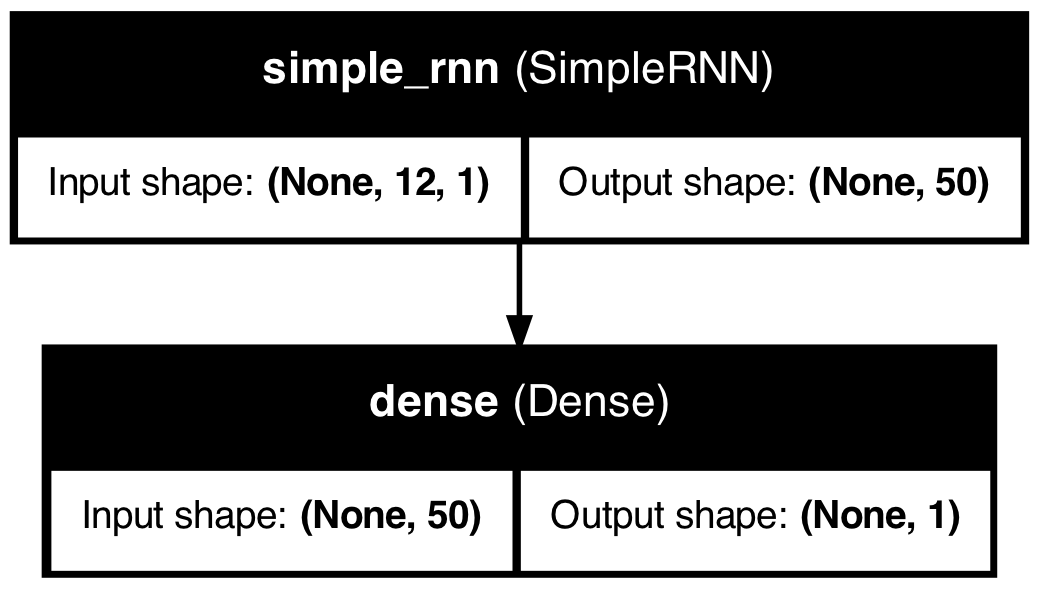 simple_rnn (SimpleRNN)
Input shape: (None, 12, 1)
Output shape: (None, 50)
dense (Dense)
Input shape: (None, 50)
Output shape: (None, 1)